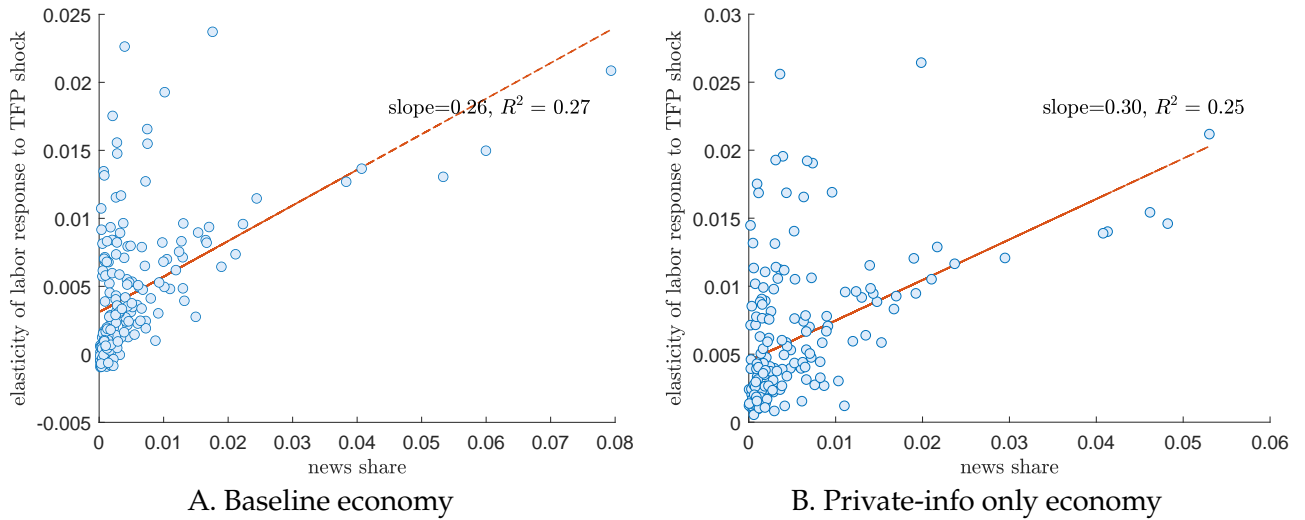 elasticity of labor response to TFP shock
0.025
0.02
0.015
0.01
0.005
0
-0.005
slope=0.26, R² = 0.27
0 0.01 0.02 0.03 0.04 0.05 0.06 0.07 0.08
news share
A. Baseline economy
elasticity of labor response to TFP shock
0.03
0.025
0.02
0.015
0.01
0.005
0
slope=0.30, R² = 0.25
0 0.01 0.02 0.03 0.04 0.05 0.06
news share
B. Private-info only economy